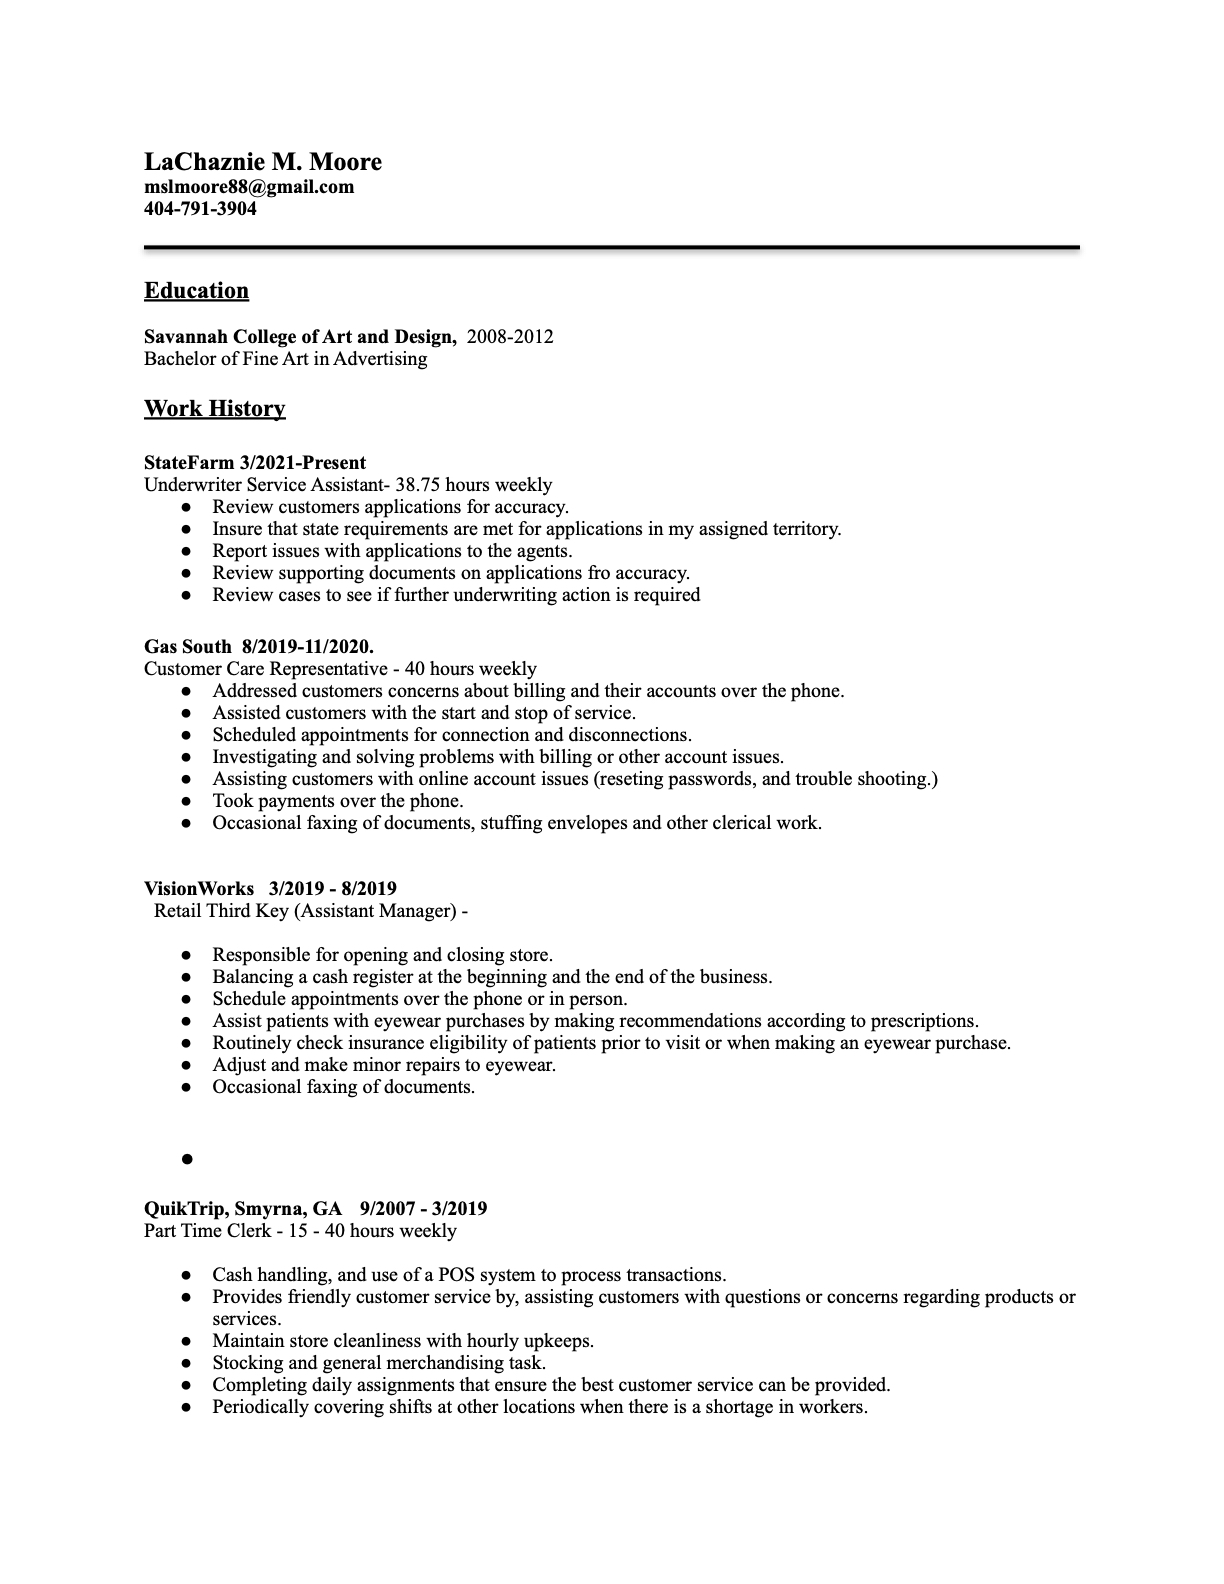 LaChaznie M. Moore
mslmoore88@gmail.com
404-791-3904
Education
Savannah College of Art and Design, 2008-2012
Bachelor of Fine Art in Advertising
Work History
StateFarm 3/2021-Present
Underwriter Service Assistant- 38.75 hours weekly
● Review customers applications for accuracy.
● Insure that state requirements are met for applications in my assigned territory.
● Report issues with applications to the agents.
● Review supporting documents on applications fro accuracy.
● Review cases to see if further underwriting action is required
Gas South 8/2019-11/2020.
Customer Care Representative - 40 hours weekly
● Addressed customers concerns about billing and their accounts over the phone.
● Assisted customers with the start and stop of service.
● Scheduled appointments for connection and disconnections.
● Investigating and solving problems with billing or other account issues.
● Assisting customers with online account issues (reseting passwords, and trouble shooting.)
● Took payments over the phone.
● Occasional faxing of documents, stuffing envelopes and other clerical work.
VisionWorks 3/2019 - 8/2019
Retail Third Key (Assistant Manager) -
● Responsible for opening and closing store.
● Balancing a cash register at the beginning and the end of the business.
● Schedule appointments over the phone or in person.
● Assist patients with eyewear purchases by making recommendations according to prescriptions.
● Routinely check insurance eligibility of patients prior to visit or when making an eyewear purchase.
● Adjust and make minor repairs to eyewear.
● Occasional faxing of documents.
●
QuikTrip, Smyrna, GA 9/2007 - 3/2019
Part Time Clerk - 15 - 40 hours weekly
● Cash handling, and use of a POS system to process transactions.
● Provides friendly customer service by, assisting customers with questions or concerns regarding products or
services.
● Maintain store cleanliness with hourly upkeeps.
● Stocking and general merchandising task.
● Completing daily assignments that ensure the best customer service can be provided.
● Periodically covering shifts at other locations when there is a shortage in workers.